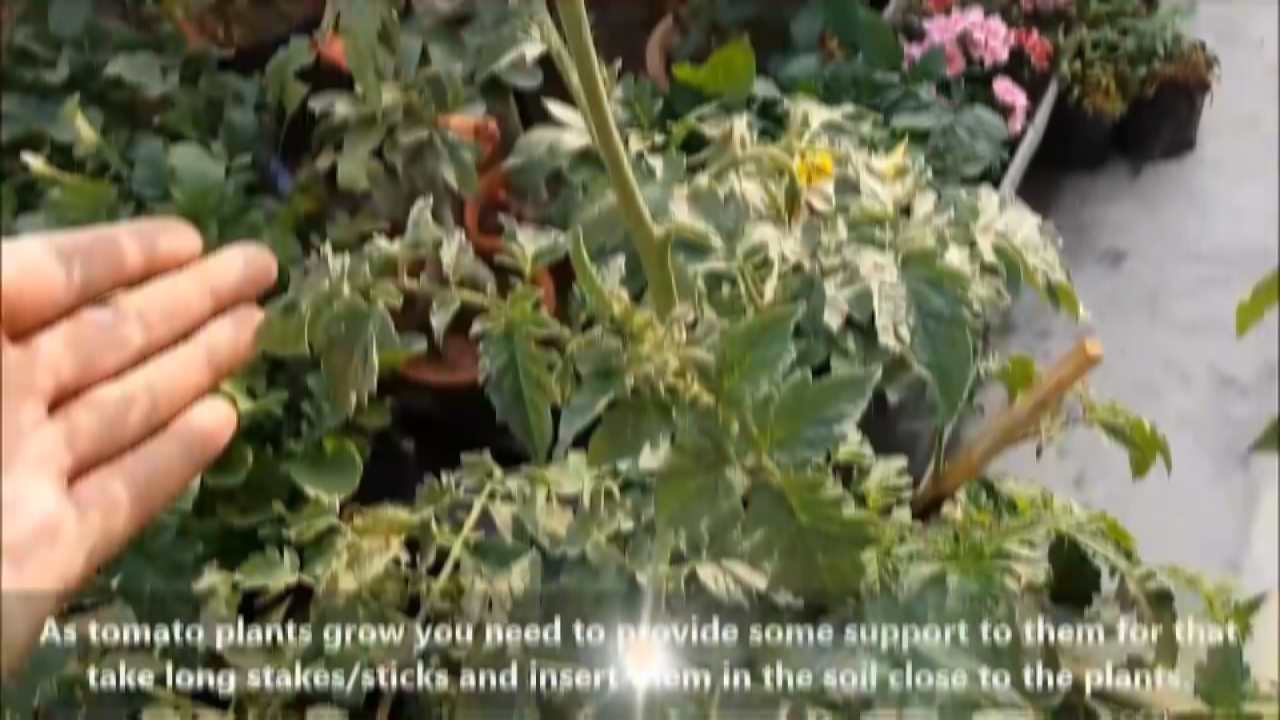 As tomato plants grow you need to provide some support to them for that
take long stakes/sticks and insert them in the soil close to the plants.